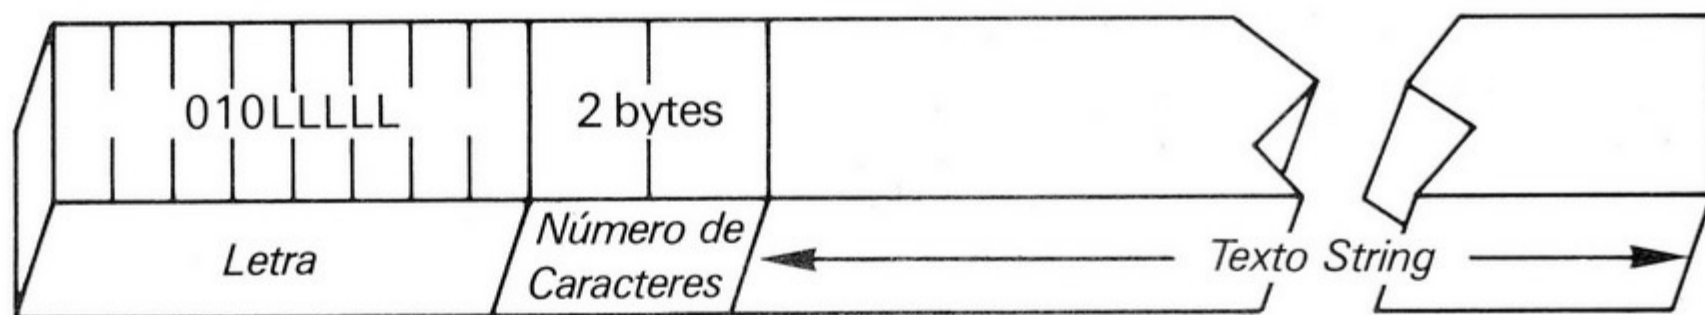 010LLLLL
2 bytes
Letra
Número de
Caracteres
Texto String